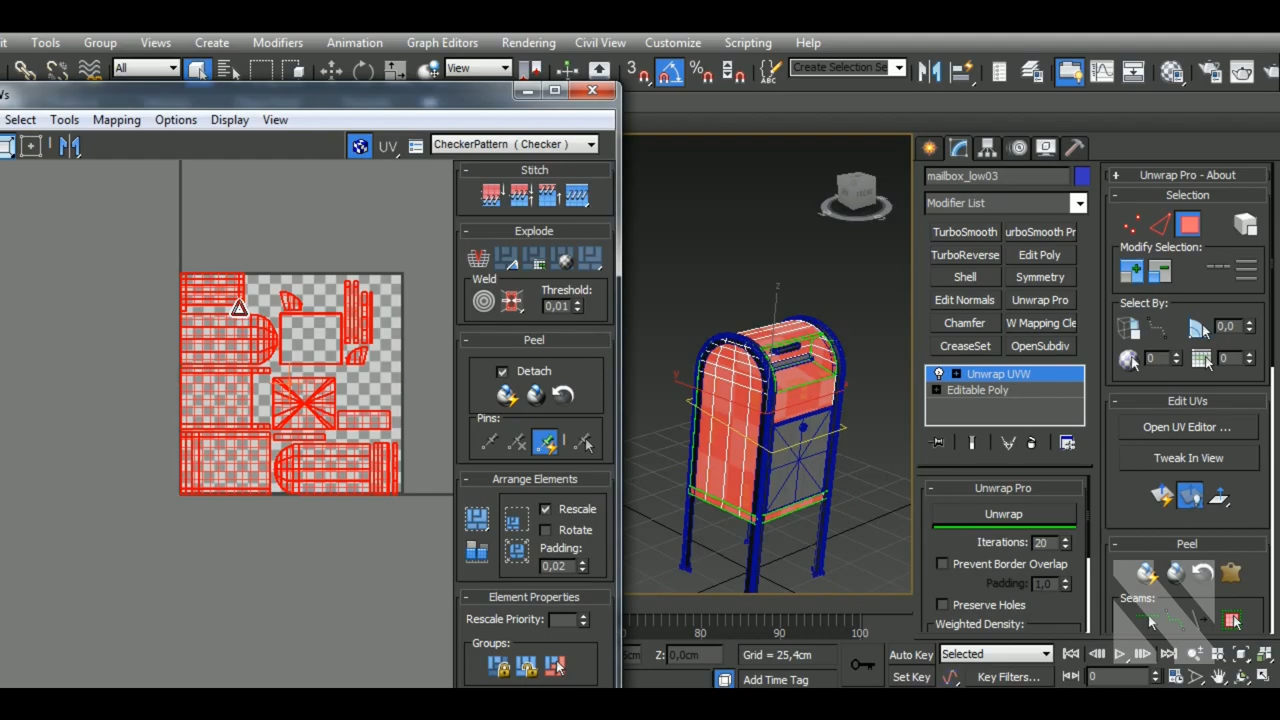 it Tools Group Views Create Modifiers Animation Graph Editors Rendering Civil View Customize Scripting Help
All View 3 Create Selection Se
ABC
Ws
Select Tools Mapping Options Display View
UV CheckerPattern ( Checker )
Stitch
Explode
Weld Threshold:
0,01
Peel
Detach
Pins:
Arrange Elements
Rescale
Rotate
Padding:
0,02
Element Properties
Rescale Priority:
Groups:
z
x
y
80 90 100
Z: 0,0cm Grid = 25,4cm
Add Time Tag
Auto Key Selected
Set Key Key Filters... 0
mailbox_low03
Modifier List
TurboSmooth urboSmooth Pr
TurboReverse Edit Poly
Shell Symmetry
Edit Normals Unwrap Pro
Chamfer W Mapping Cle
CreaseSet OpenSubdiv
Unwrap UVW
Editable Poly
Unwrap Pro
Unwrap
Iterations: 20
Prevent Border Overlap
Padding: 1,0
Preserve Holes
Weighted Density:
Unwrap Pro - About
Selection
Modify Selection:
Select By:
0,0
0 0
Edit UVs
Open UV Editor ...
Tweak In View
Peel
Seams: